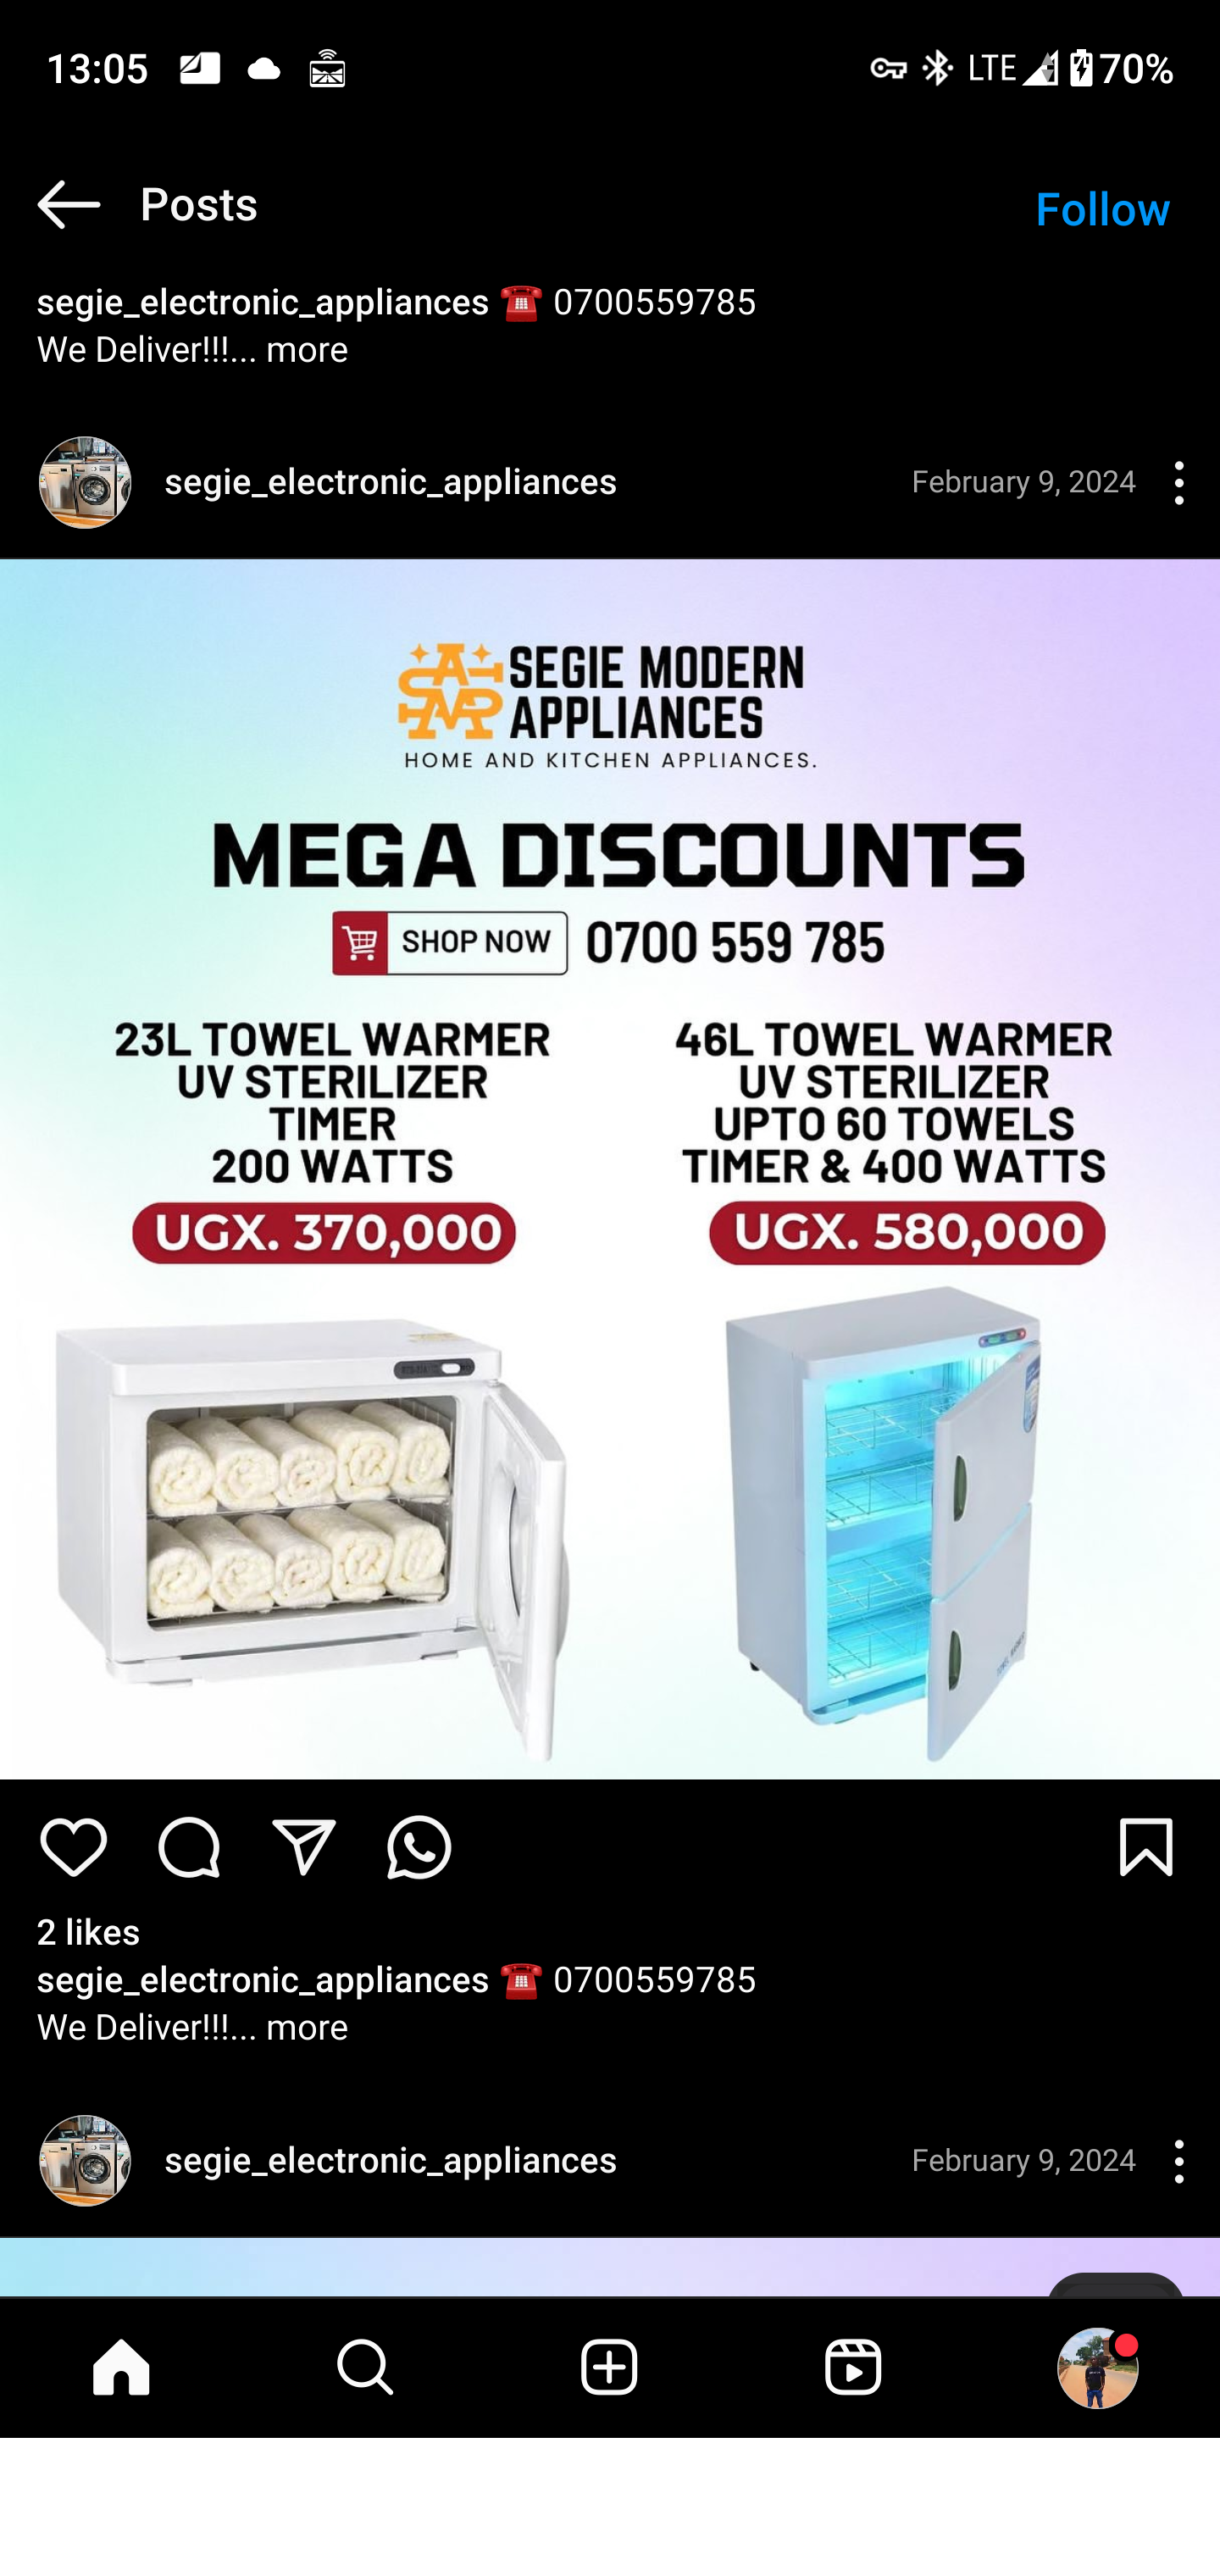 13:05
LTE 70%
Posts
Follow
segie_electronic_appliances ☎️ 0700559785
We Deliver!!!... more
segie_electronic_appliances
February 9, 2024
SEGIE MODERN
APPLIANCES
HOME AND KITCHEN APPLIANCES.
MEGA DISCOUNTS
SHOP NOW 0700 559 785
23L TOWEL WARMER
UV STERILIZER
TIMER
200 WATTS
UGX. 370,000
46L TOWEL WARMER
UV STERILIZER
UPTO 60 TOWELS
TIMER & 400 WATTS
UGX. 580,000
2 likes
segie_electronic_appliances ☎️ 0700559785
We Deliver!!!... more
segie_electronic_appliances
February 9, 2024